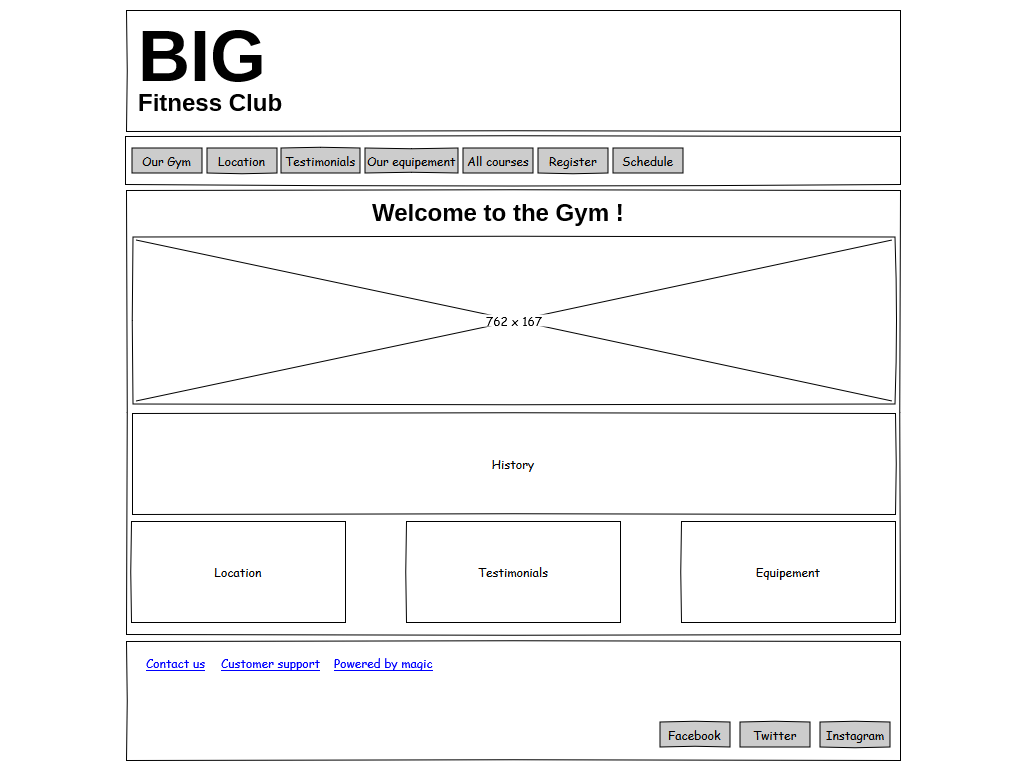 BIG
Fitness Club
Our Gym Location Testimonials Our equipement All courses Register Schedule
Welcome to the Gym !
762 x 167
History
Location Testimonials Equipement
Contact us Customer support Powered by magic
Facebook Twitter Instagram